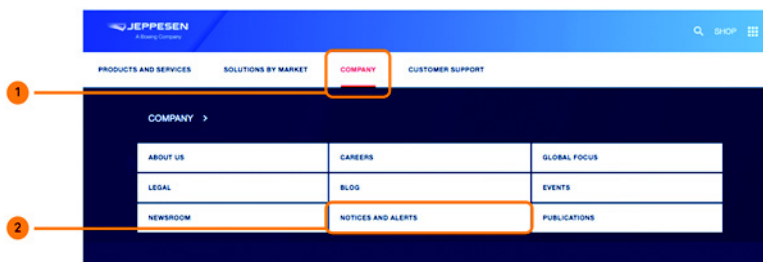 JEPPESEN
A Boeing Company
SHOP
PRODUCTS AND SERVICES SOLUTIONS BY MARKET COMPANY CUSTOMER SUPPORT
1
COMPANY >
ABOUT US CAREERS GLOBAL FOCUS
LEGAL BLOG EVENTS
NEWSROOM NOTICES AND ALERTS PUBLICATIONS
2